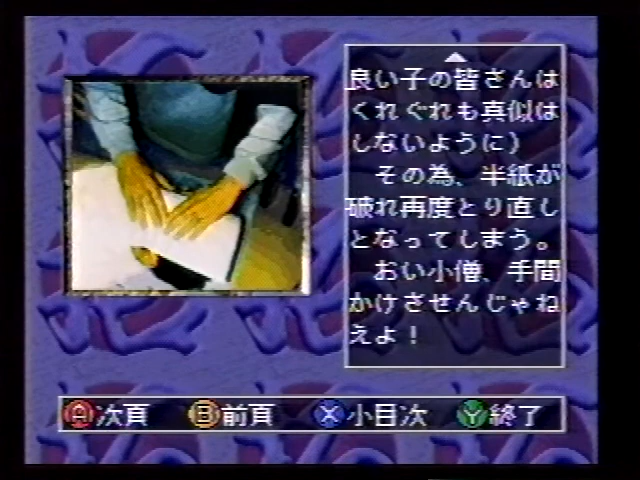 良い子の皆さんは
くれぐれも真似は
しないように)
その為、半紙が
破れ再度とり直し
となってしまう。
おい小僧、手間
かけさせんじゃね
えよ!
A次頁 B前頁 X小目次 Y終了